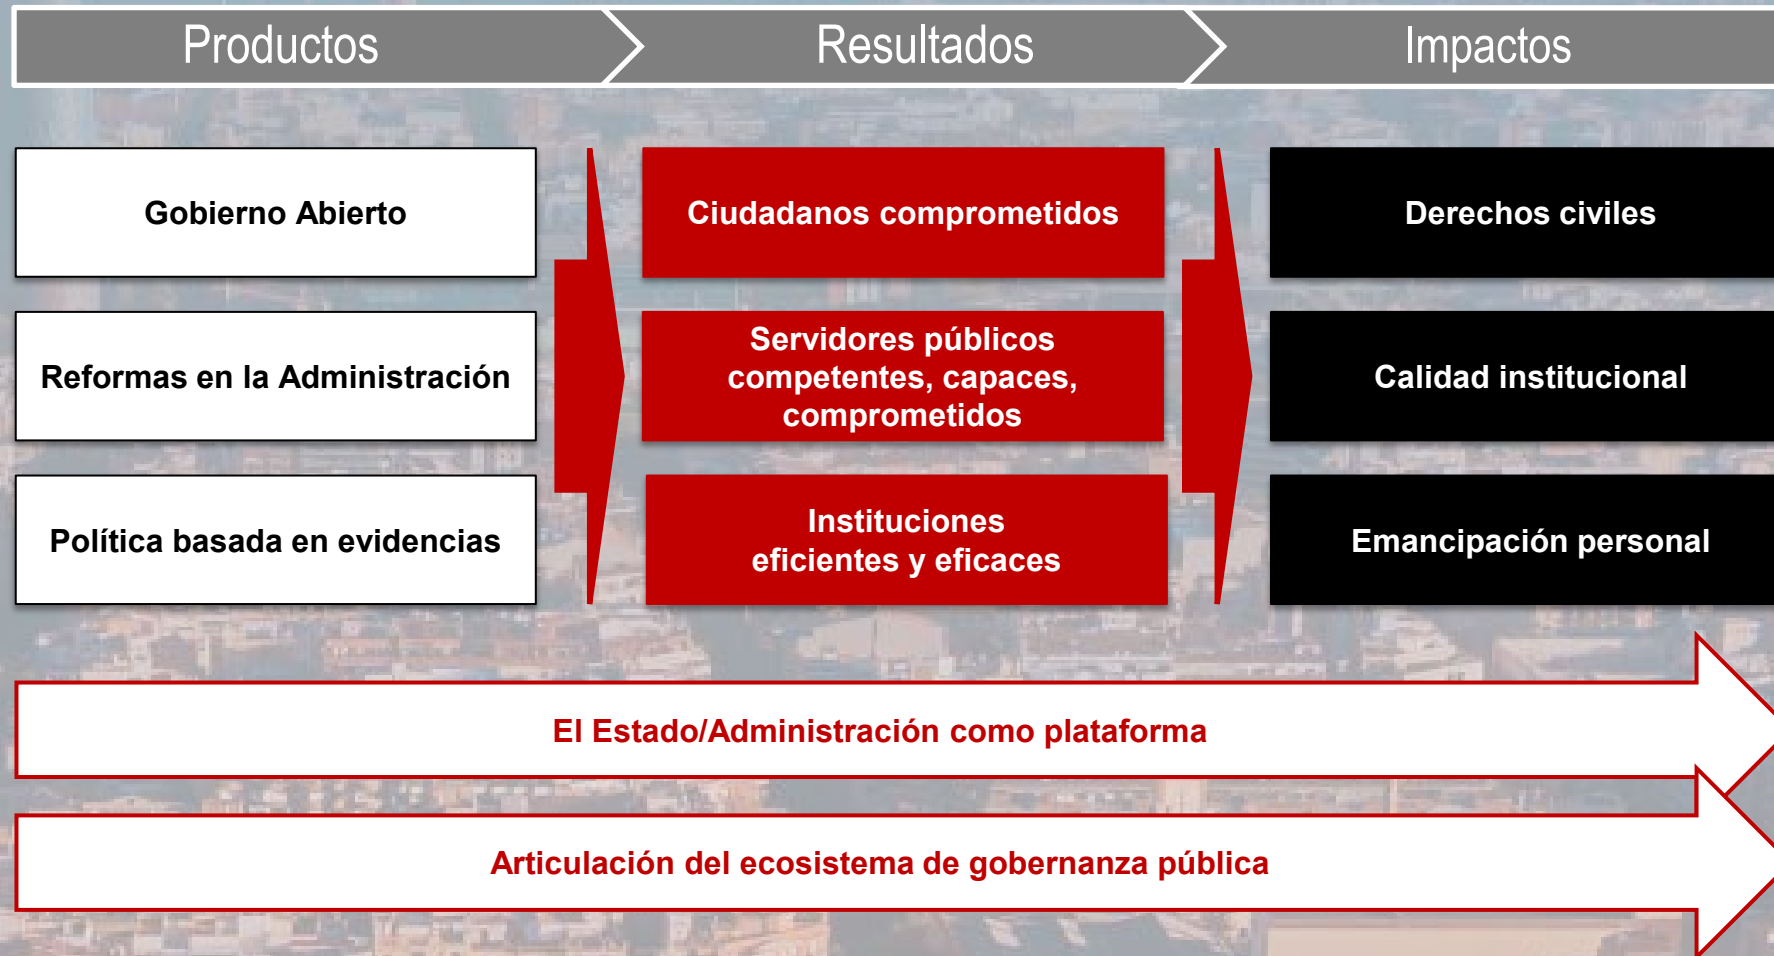 Productos
Resultados
Impactos
Gobierno Abierto
Ciudadanos comprometidos
Derechos civiles
Reformas en la Administración
Servidores públicos
competentes, capaces,
comprometidos
Calidad institucional
Política basada en evidencias
Instituciones
eficientes y eficaces
Emancipación personal
El Estado/Administración como plataforma
Articulación del ecosistema de gobernanza pública